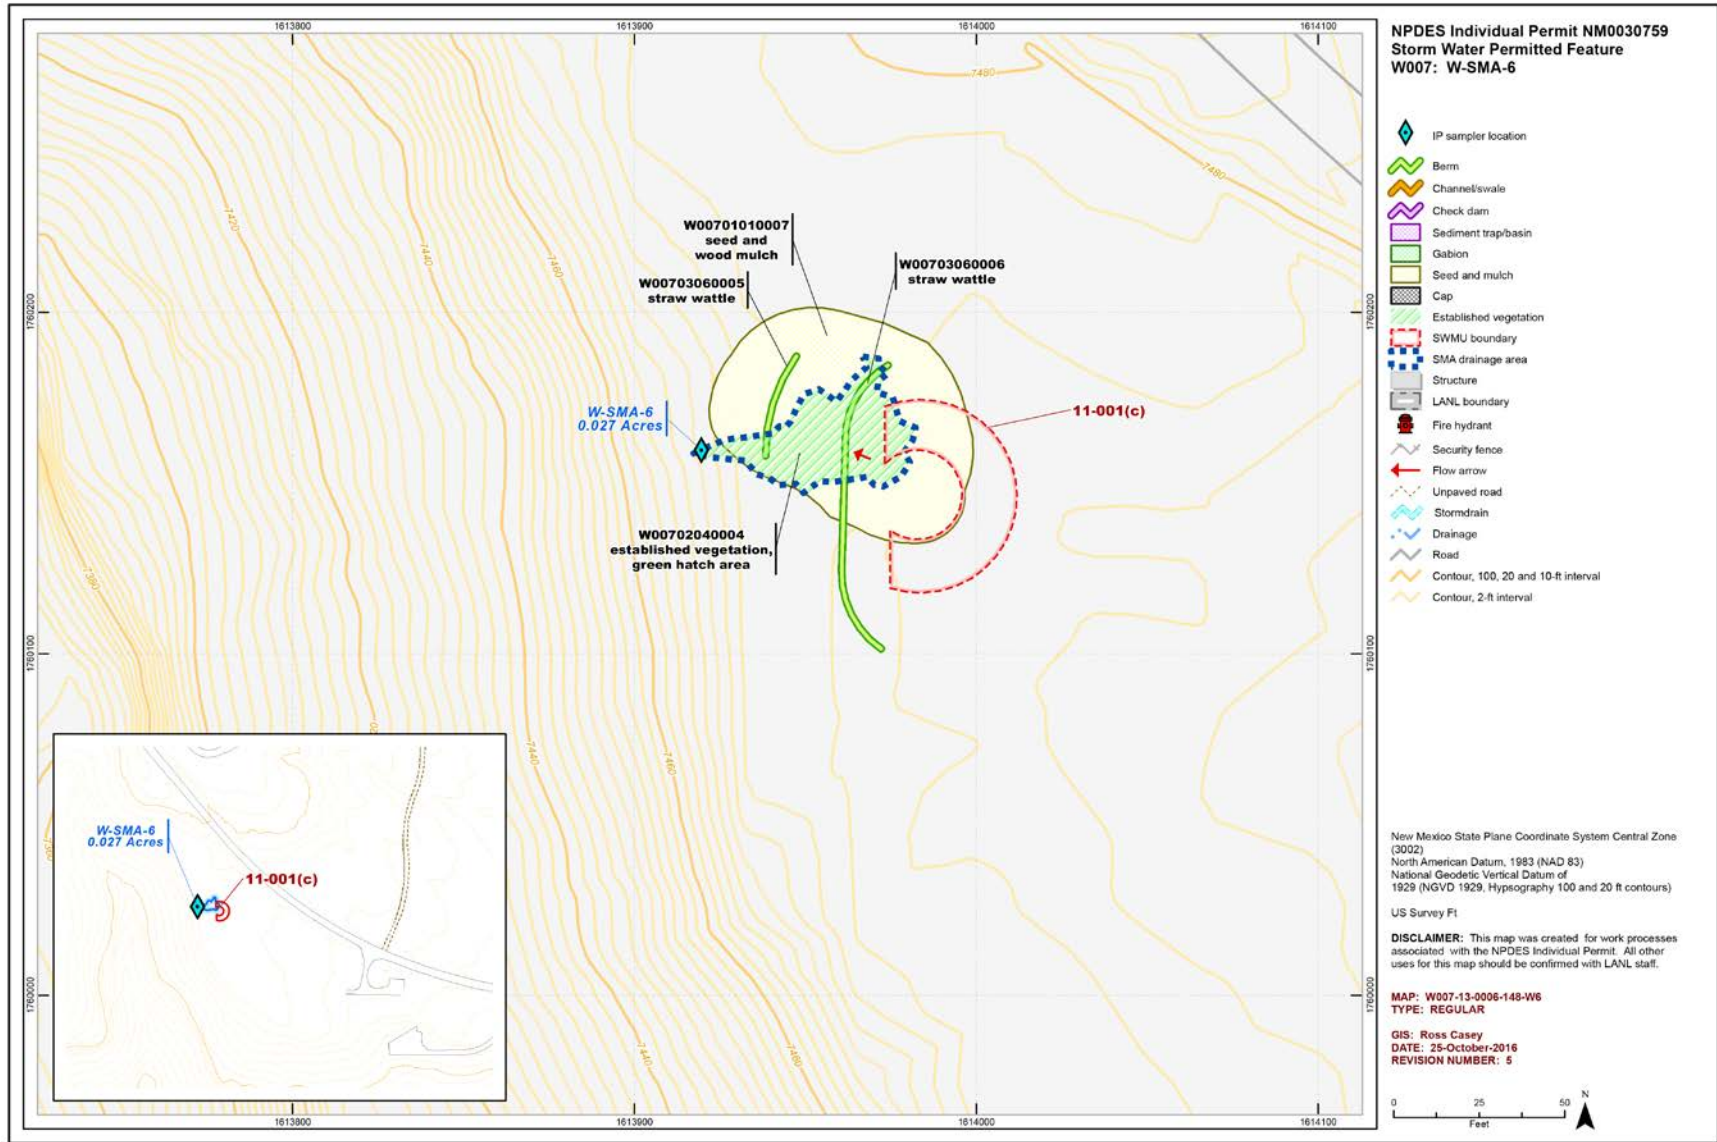 1613800
1613900
1614000
1614100
7480
7480
7420
7440
7460
7380
7440
7460
7440
7460
1760200
1760100
1760000
1760200
1760100
1760000
W00701010007
seed and
wood mulch
W00703060005
straw wattle
W00703060006
straw wattle
W-SMA-6
0.027 Acres
11-001(c)
W00702040004
established vegetation,
green hatch area
W-SMA-6
0.027 Acres
11-001(c)
1613800
1613900
1614000
1614100
NPDES Individual Permit NM0030759
Storm Water Permitted Feature
W007: W-SMA-6
IP sampler location
Berm
Channel/swale
Check dam
Sediment trap/basin
Gabion
Seed and mulch
Cap
Established vegetation
SWMU boundary
SMA drainage area
Structure
LANL boundary
Fire hydrant
Security fence
Flow arrow
Unpaved road
Stormdrain
Drainage
Road
Contour, 100, 20 and 10-ft interval
Contour, 2-ft interval
New Mexico State Plane Coordinate System Central Zone
(3002)
North American Datum, 1983 (NAD 83)
National Geodetic Vertical Datum of
1929 (NGVD 1929, Hypsography 100 and 20 ft contours)
US Survey Ft
DISCLAIMER: This map was created for work processes
associated with the NPDES Individual Permit. All other
uses for this map should be confirmed with LANL staff.
MAP: W007-13-0006-148-W6
TYPE: REGULAR
GIS: Ross Casey
DATE: 25-October-2016
REVISION NUMBER: 5
0 25 50 N
Feet